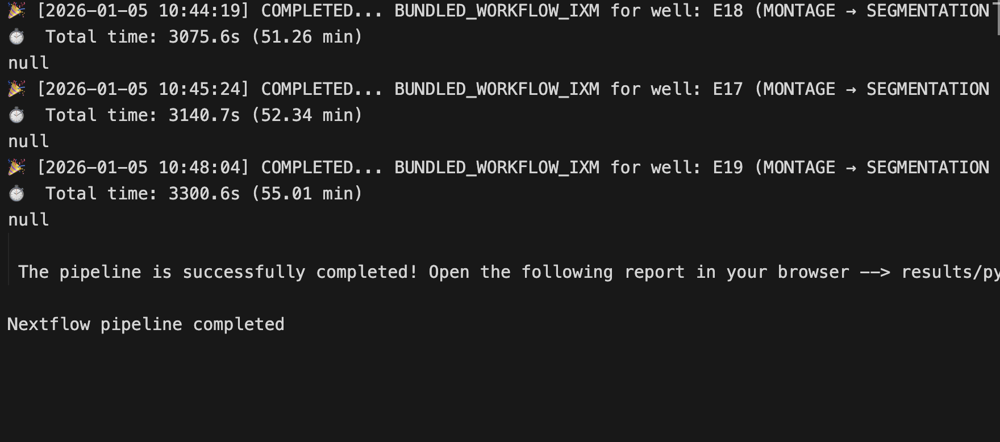 🎉 [2026-01-05 10:44:19] COMPLETED... BUNDLED_WORKFLOW_IXM for well: E18 (MONTAGE → SEGMENTATION
⏱️  Total time: 3075.6s (51.26 min)
null
🎉 [2026-01-05 10:45:24] COMPLETED... BUNDLED_WORKFLOW_IXM for well: E17 (MONTAGE → SEGMENTATION
⏱️  Total time: 3140.7s (52.34 min)
null
🎉 [2026-01-05 10:48:04] COMPLETED... BUNDLED_WORKFLOW_IXM for well: E19 (MONTAGE → SEGMENTATION
⏱️  Total time: 3300.6s (55.01 min)
null
The pipeline is successfully completed! Open the following report in your browser --> results/py
Nextflow pipeline completed